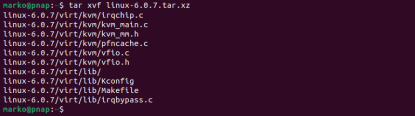 marko@pnap:~$ tar xvf linux-6.0.7.tar.xz
linux-6.0.7/virt/kvm/irqchip.c
linux-6.0.7/virt/kvm/kvm_main.c
linux-6.0.7/virt/kvm/kvm_mm.h
linux-6.0.7/virt/kvm/pfncache.c
linux-6.0.7/virt/kvm/vfio.c
linux-6.0.7/virt/kvm/vfio.h
linux-6.0.7/virt/lib/
linux-6.0.7/virt/lib/Kconfig
linux-6.0.7/virt/lib/Makefile
linux-6.0.7/virt/lib/irqbypass.c
marko@pnap:~$